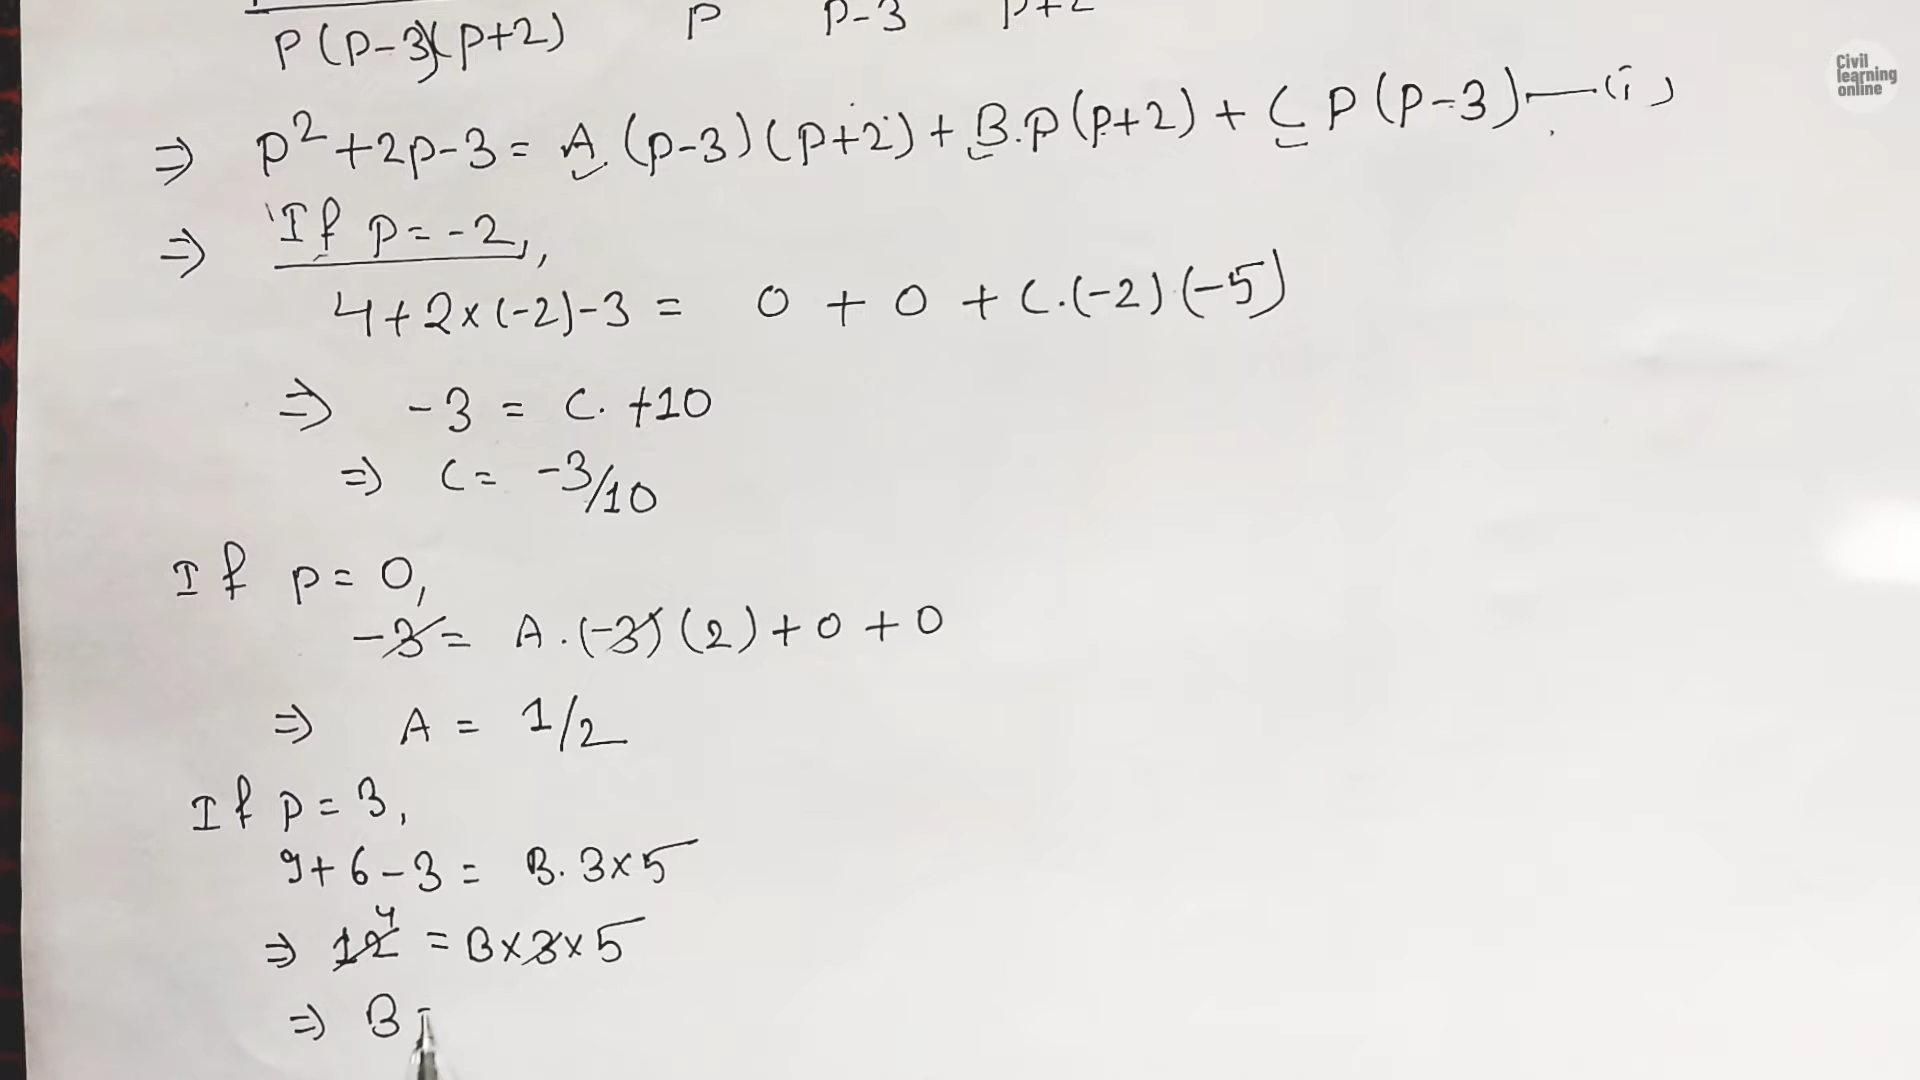 P(P-3)(P+2) P P-3 P+2
⇒ p²+2p-3 = A.(p-3)(p+2)+B.p(p+2)+C P(P-3)—(i)
⇒ If p=-2,
4+2×(-2)-3 = 0 + 0 + C.(-2)(-5)
⇒ -3 = C. +10
⇒ C = -3/10
If p = 0,
-3 = A.(-3)(2)+0+0
⇒ A = 1/2
If p = 3,
9+6-3 = B.3×5
4
⇒ 12 = B×3×5
⇒ B
Civil
learning
online